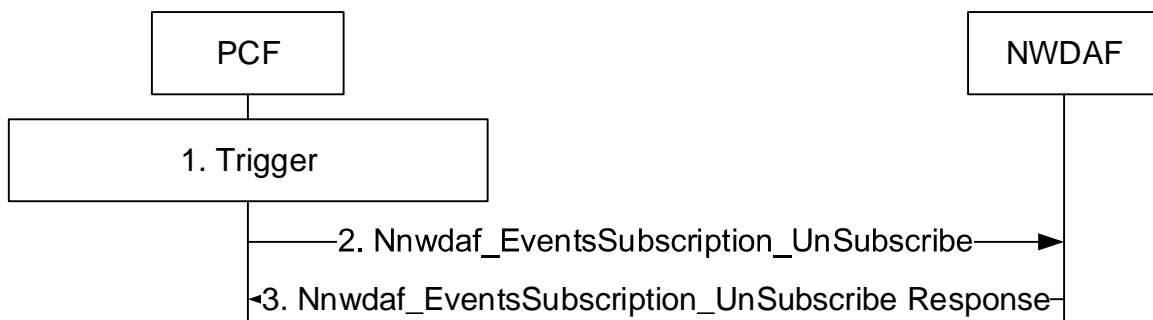 PCF
NWDAF
1. Trigger
2. Nnwdaf_EventsSubscription_UnSubscribe
3. Nnwdaf_EventsSubscription_UnSubscribe Response